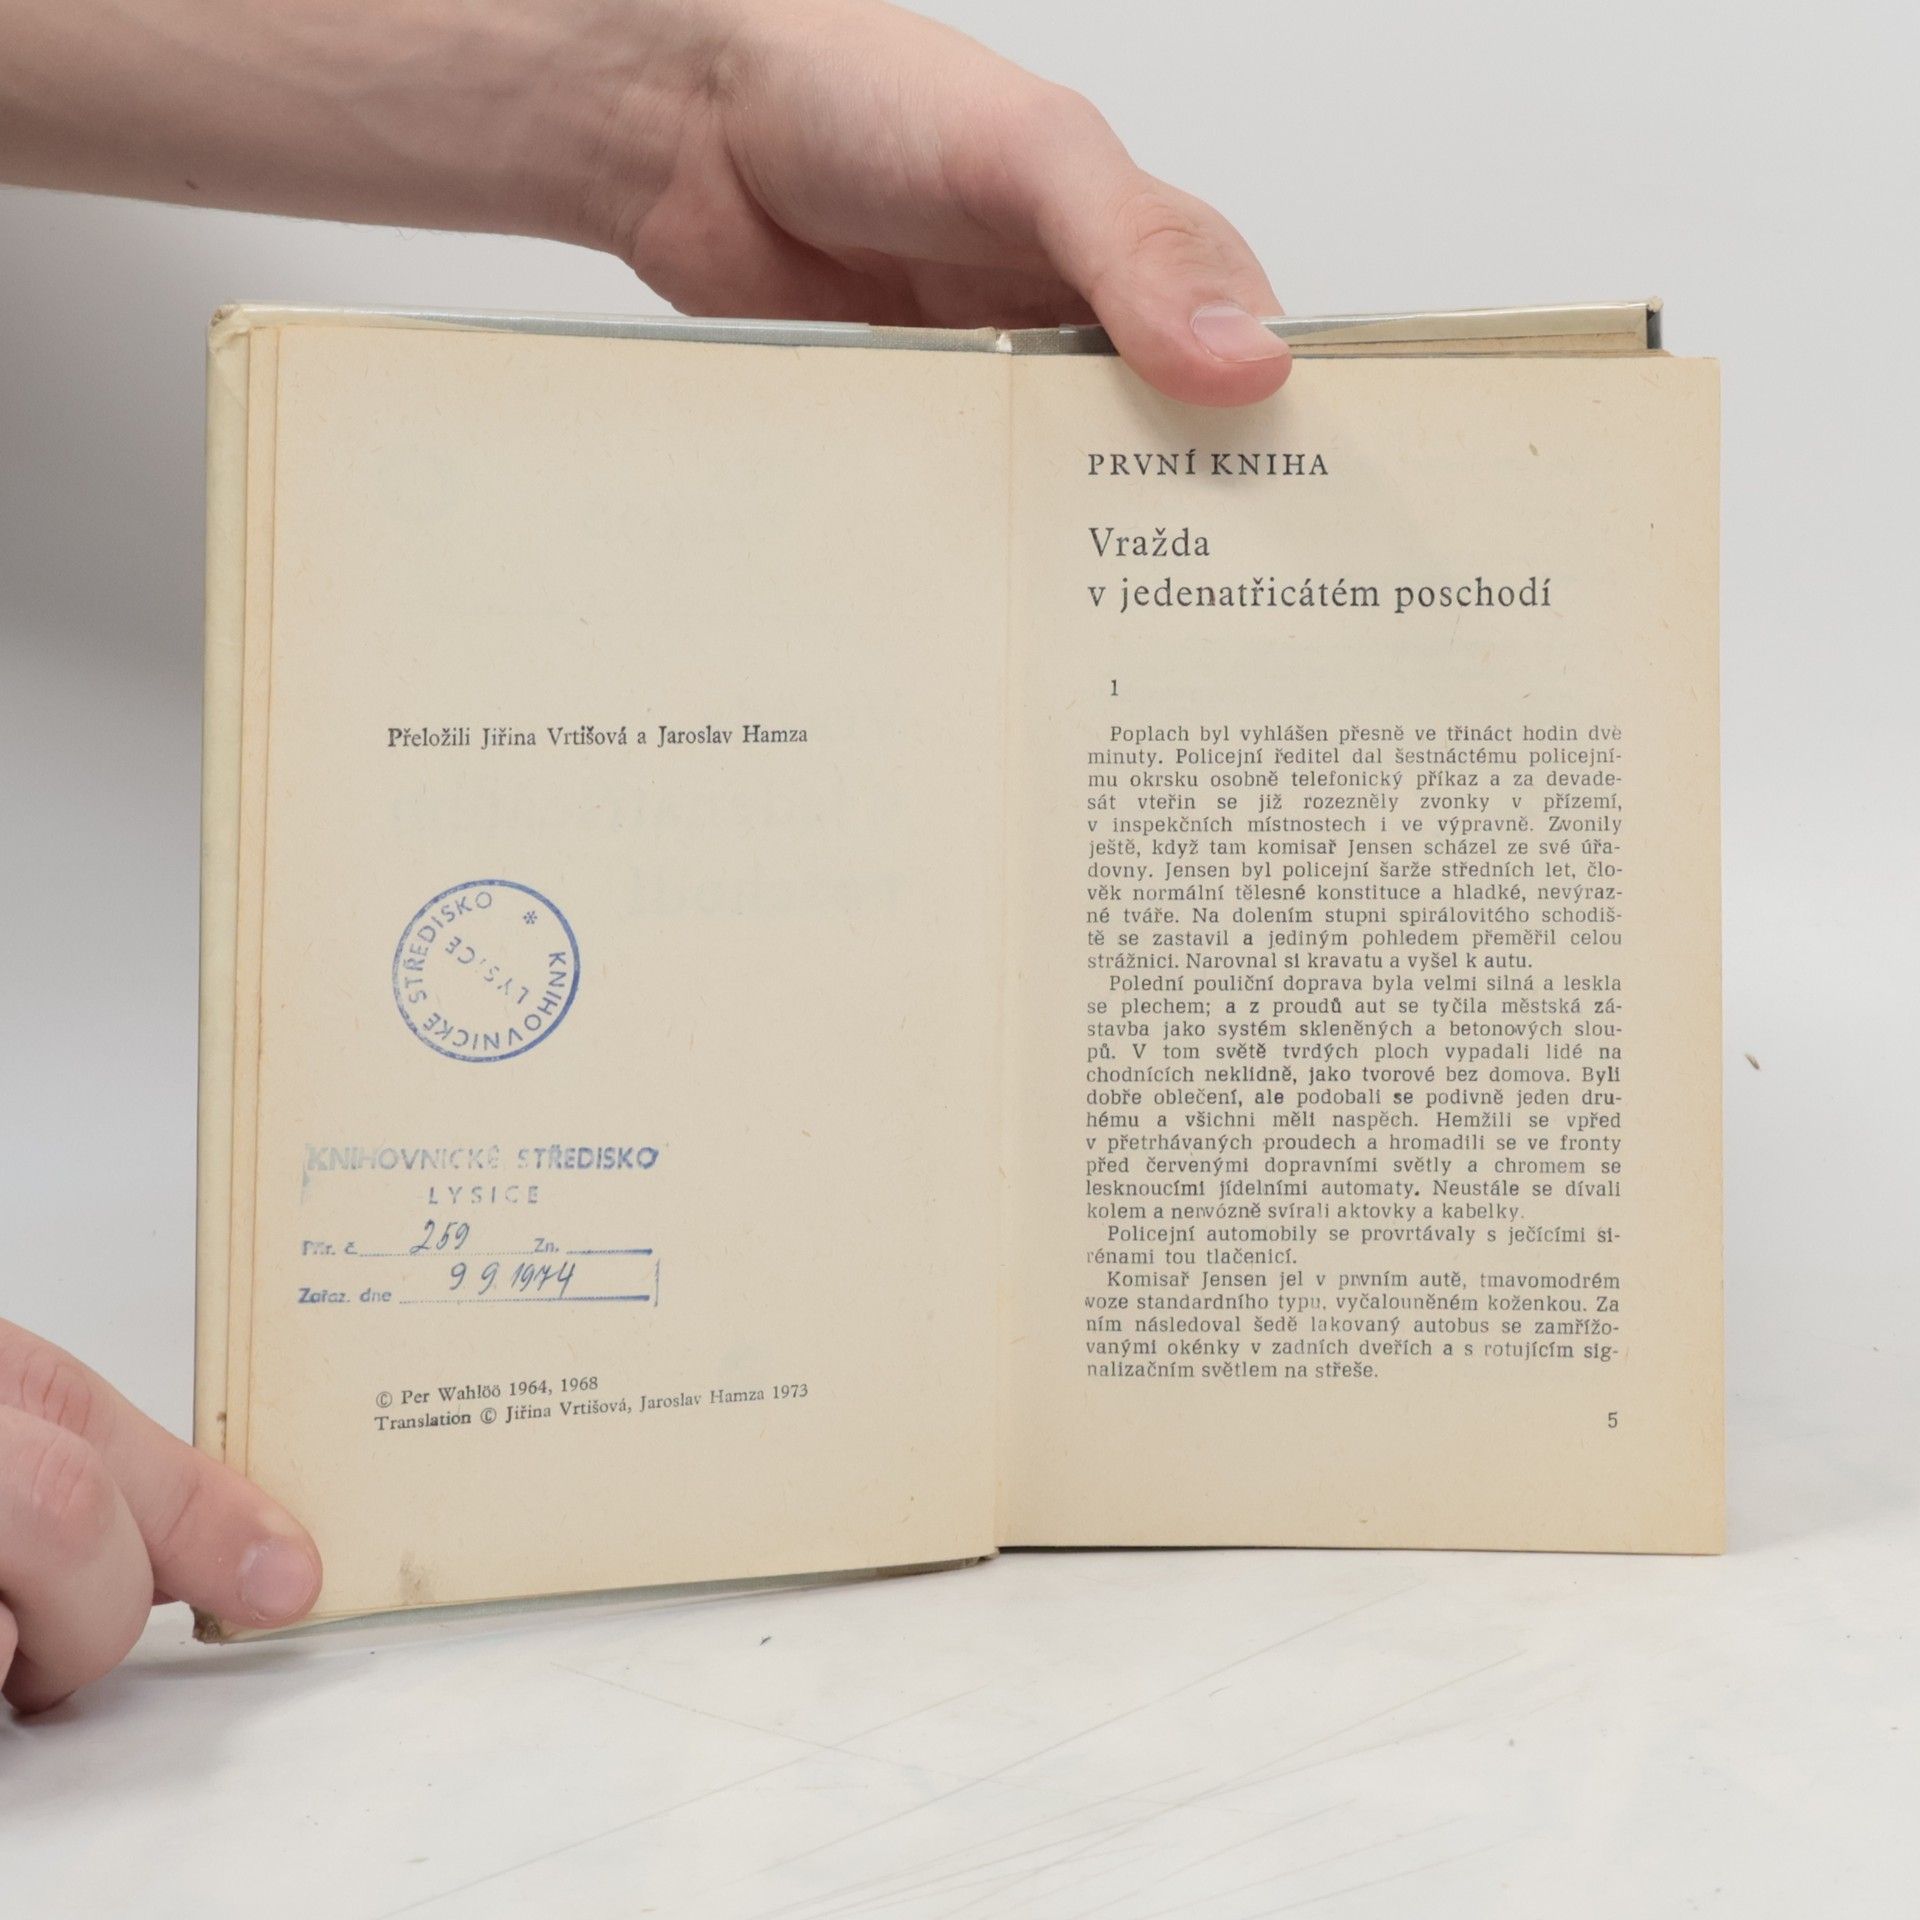 Přeložili Jiřina Vrtišová a Jaroslav Hamza
KNIHOVNICKÉ STŘEDISKO *
LYSICE
KNIHOVNICKÉ STŘEDISKO
LYSICE
Přír. č. 259 Zn.
Zařaz. dne 9. 9. 1974
© Per Wahlöö 1964, 1968
Translation © Jiřina Vrtišová, Jaroslav Hamza 1973
PRVNÍ KNIHA
Vražda
v jedenatřicátém poschodí
1
Poplach byl vyhlášen přesně ve třináct hodin dvě
minuty. Policejní ředitel dal šestnáctému policejní-
mu okrsku osobně telefonický příkaz a za devade-
sát vteřin se již rozezněly zvonky v přízemí,
v inspekčních místnostech i ve výpravně. Zvonily
ještě, když tam komisař Jensen scházel ze své úřa-
dovny. Jensen byl policejní šarže středních let, člo-
věk normální tělesné konstituce a hladké, nevýraz-
né tváře. Na dolením stupni spirálovitého schodiš-
tě se zastavil a jediným pohledem přeměřil celou
strážnici. Narovnal si kravatu a vyšel k autu.
Polední pouliční doprava byla velmi silná a leskla
se plechem; a z proudů aut se tyčila městská zá-
stavba jako systém skleněných a betonových slou-
pů. V tom světě tvrdých ploch vypadali lidé na
chodnících neklidně, jako tvorové bez domova. Byli
dobře oblečení, ale podobali se podivně jeden dru-
hému a všichni měli naspěch. Hemžili se vpřed
v přetrhávaných proudech a hromadili se ve fronty
před červenými dopravními světly a chromem se
lesknoucími jídelními automaty. Neustále se dívali
kolem a nervózně svírali aktovky a kabelky.
Policejní automobily se provrtávaly s ječícími si-
rénami tou tlačenicí.
Komisař Jensen jel v prvním autě, tmavomodrém
voze standardního typu, vyčalouněném koženkou. Za
ním následoval šedě lakovaný autobus se zamřížo-
vanými okénky v zadních dveřích a s rotujícím sig-
nalizačním světlem na střeše.
5